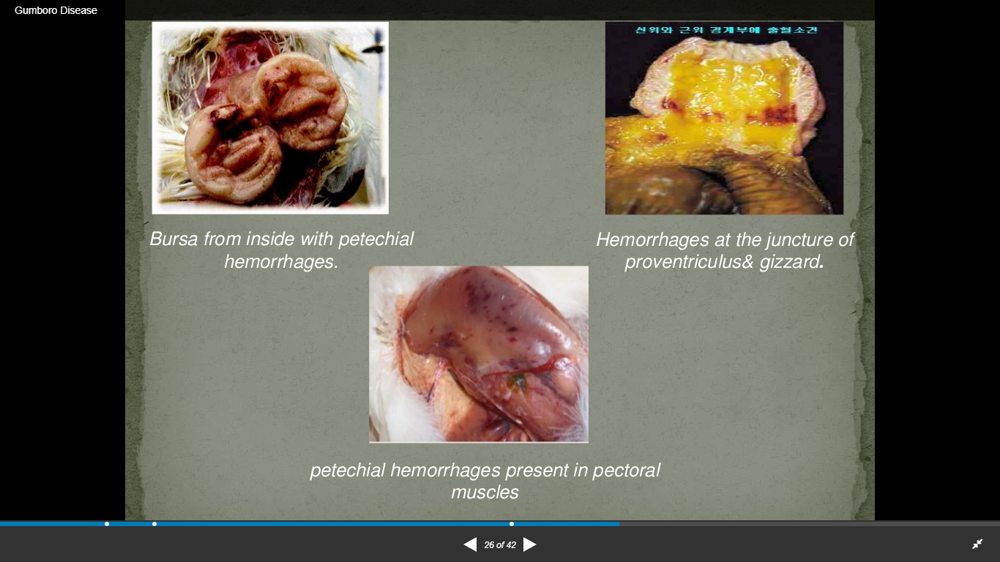 Gumboro Disease
선위와 근위 경계부에 출혈소견
Bursa from inside with petechial
hemorrhages.
Hemorrhages at the juncture of
proventriculus& gizzard.
petechial hemorrhages present in pectoral
muscles
26 of 42